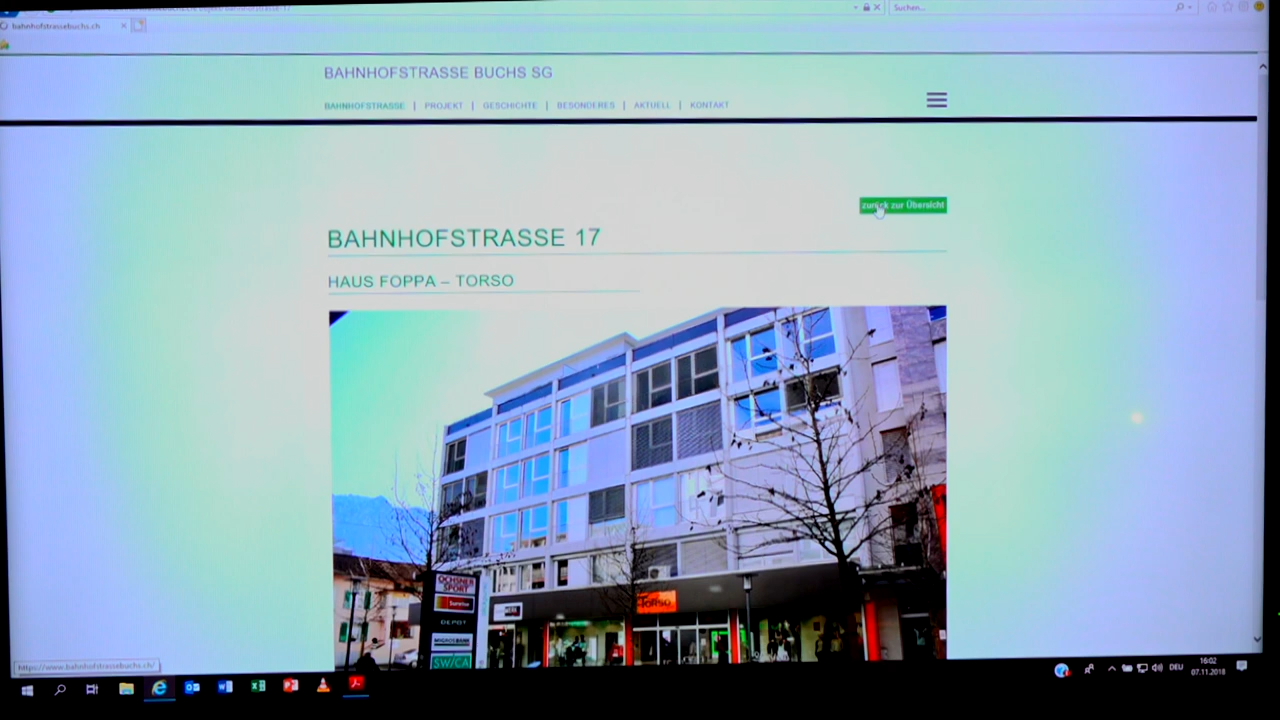 bahnhofstrassebuchs.ch
Suchen...
BAHNHOFSTRASSE BUCHS SG
BAHNHOFSTRASSE | PROJEKT | GESCHICHTE | BESONDERES | AKTUELL | KONTAKT
zurück zur Übersicht
BAHNHOFSTRASSE 17
HAUS FOPPA – TORSO
OCHSNER
SPORT
Sunrise
DEPOT
MIGROSBANK
SWICA
TORSO
https://www.bahnhofstrassebuchs.ch/
DEU
16:02
07.11.2018